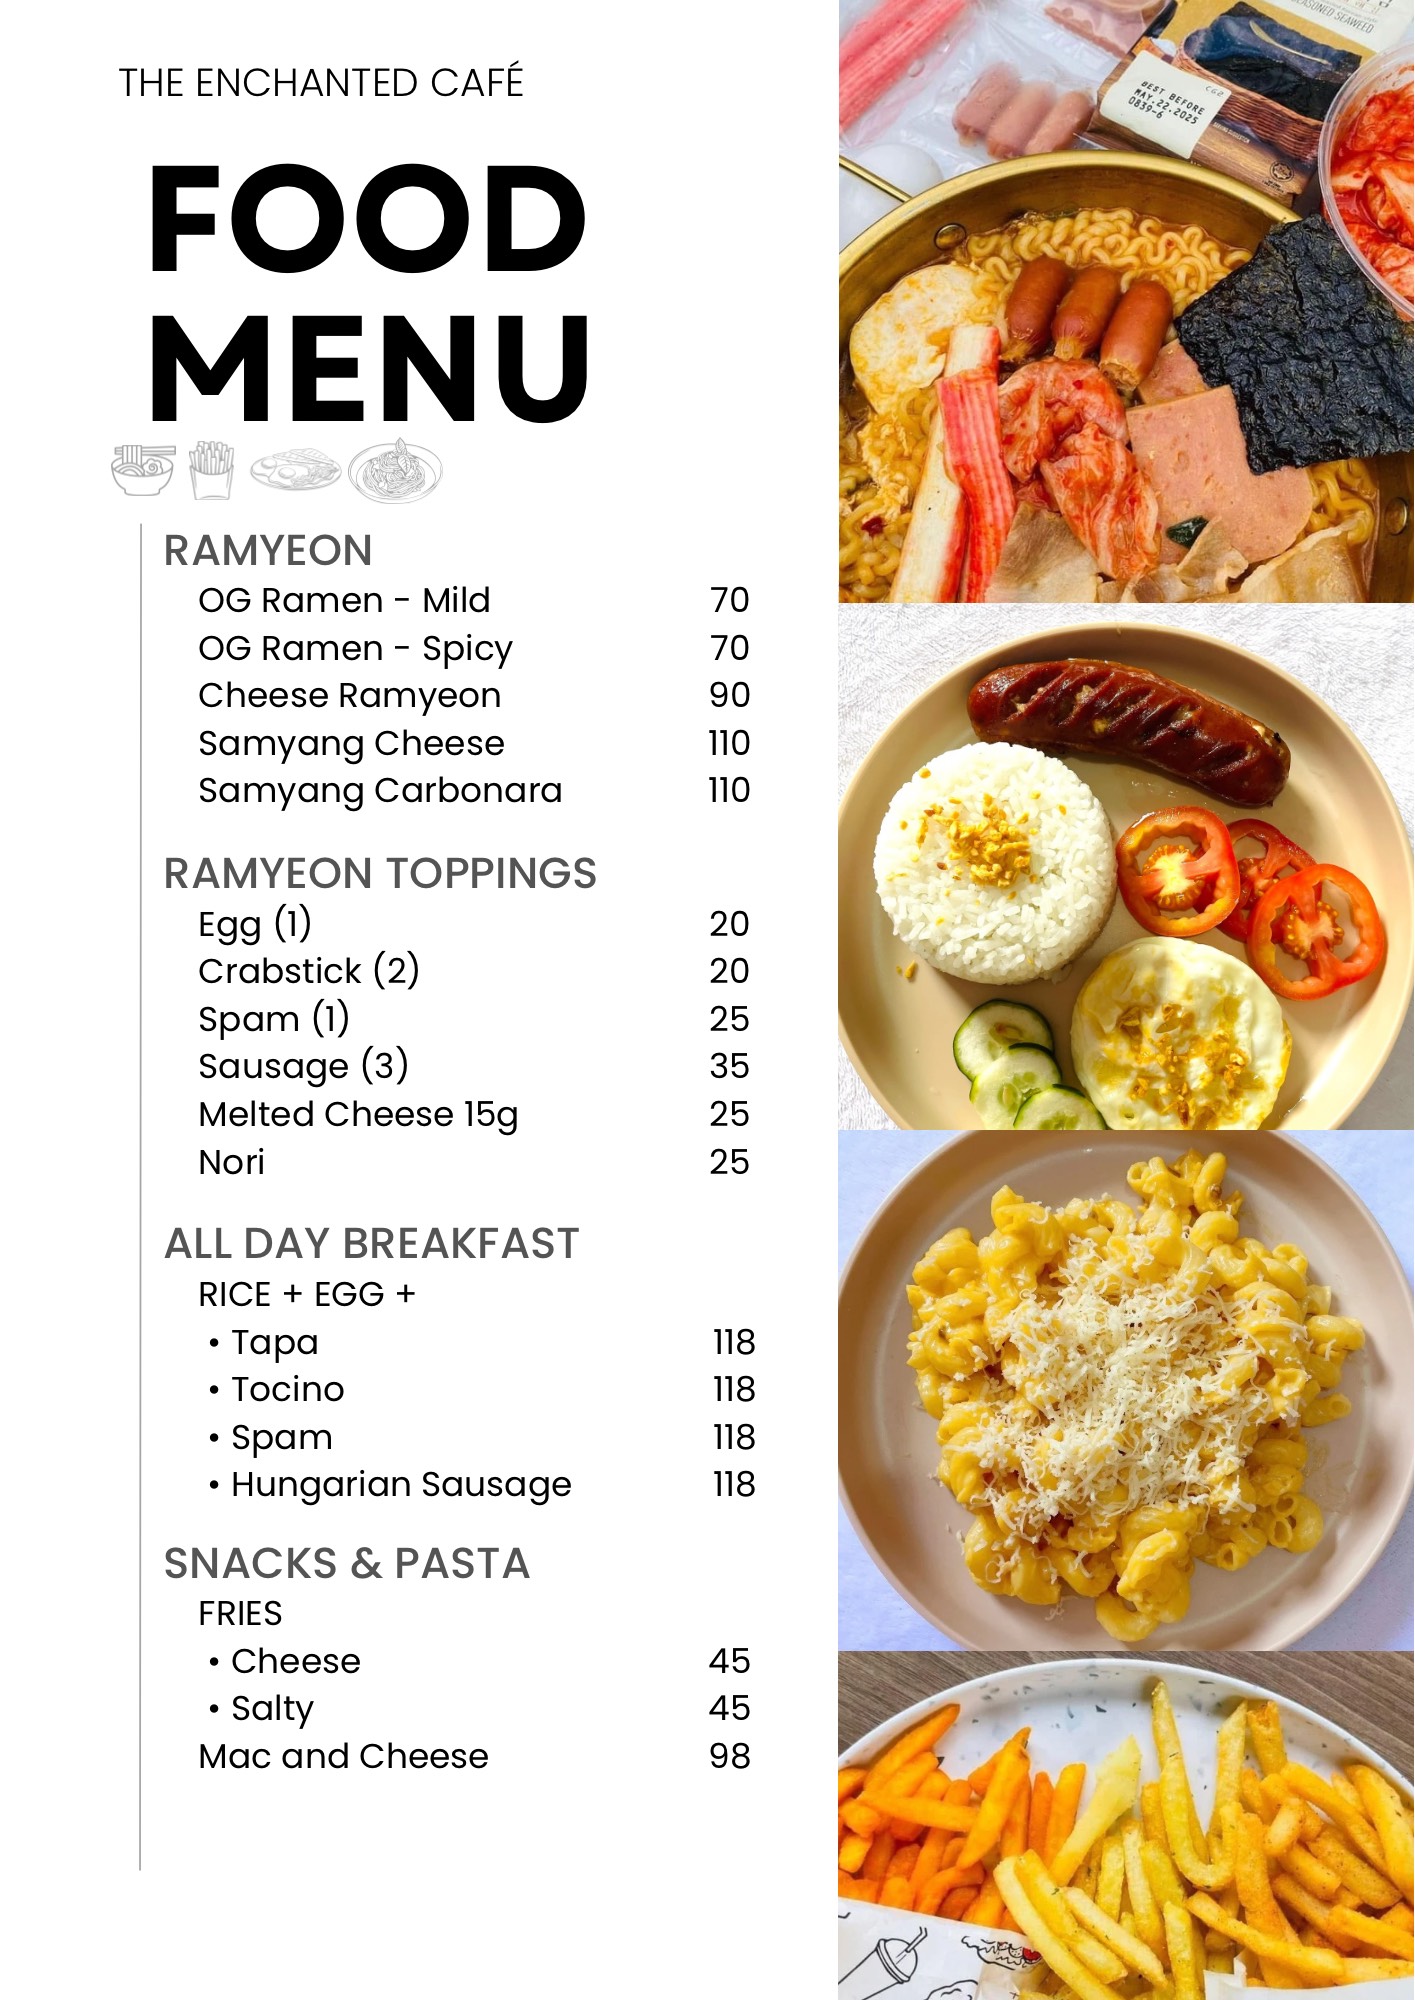 THE ENCHANTED CAFÉ
FOOD
MENU
RAMYEON
OG Ramen - Mild 70
OG Ramen - Spicy 70
Cheese Ramyeon 90
Samyang Cheese 110
Samyang Carbonara 110
RAMYEON TOPPINGS
Egg (1) 20
Crabstick (2) 20
Spam (1) 25
Sausage (3) 35
Melted Cheese 15g 25
Nori 25
ALL DAY BREAKFAST
RICE + EGG +
• Tapa 118
• Tocino 118
• Spam 118
• Hungarian Sausage 118
SNACKS & PASTA
FRIES
• Cheese 45
• Salty 45
Mac and Cheese 98
SEASONED SEAWEED
CG2
BEST BEFORE
MAY.22.2025
0839-6